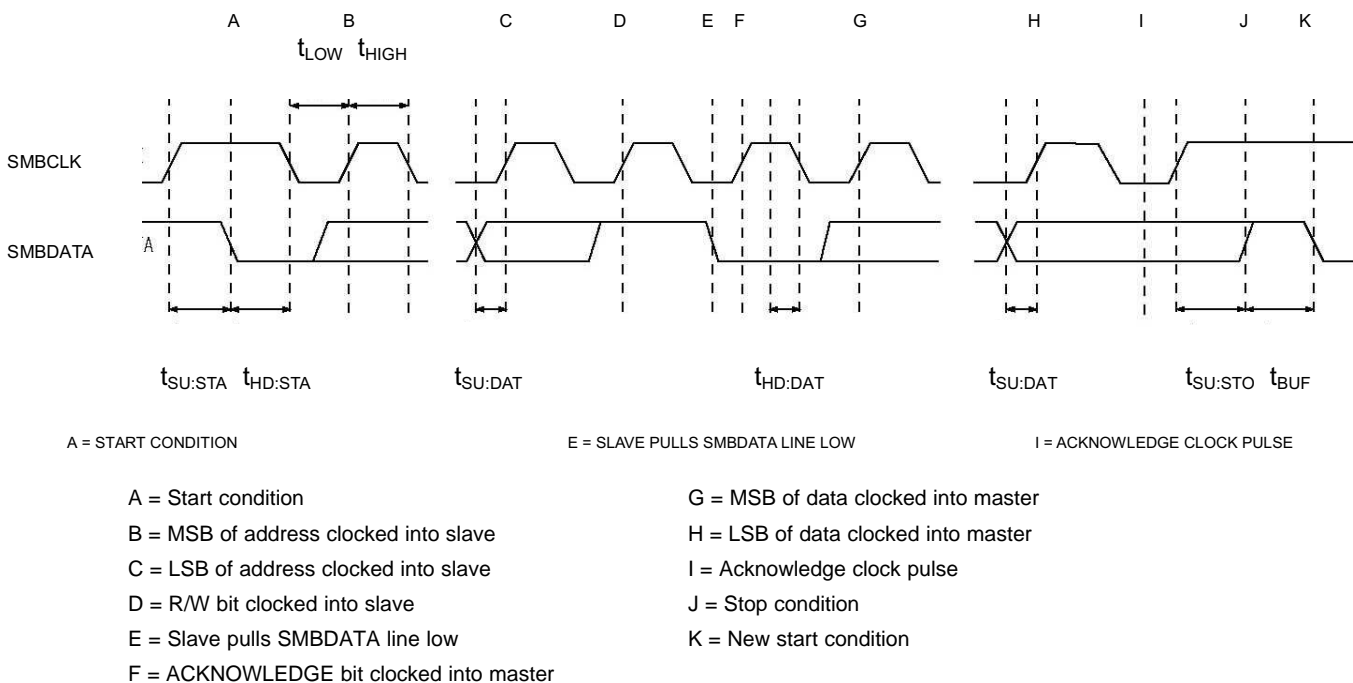 A B C D E F G H I J K
tLOW tHIGH
SMBCLK
SMBDATA
A
tSU:STA tHD:STA tSU:DAT tHD:DAT tSU:DAT tSU:STO tBUF
A = START CONDITION E = SLAVE PULLS SMBDATA LINE LOW I = ACKNOWLEDGE CLOCK PULSE
A = Start condition
B = MSB of address clocked into slave
C = LSB of address clocked into slave
D = R/W bit clocked into slave
E = Slave pulls SMBDATA line low
F = ACKNOWLEDGE bit clocked into master
G = MSB of data clocked into master
H = LSB of data clocked into master
I = Acknowledge clock pulse
J = Stop condition
K = New start condition